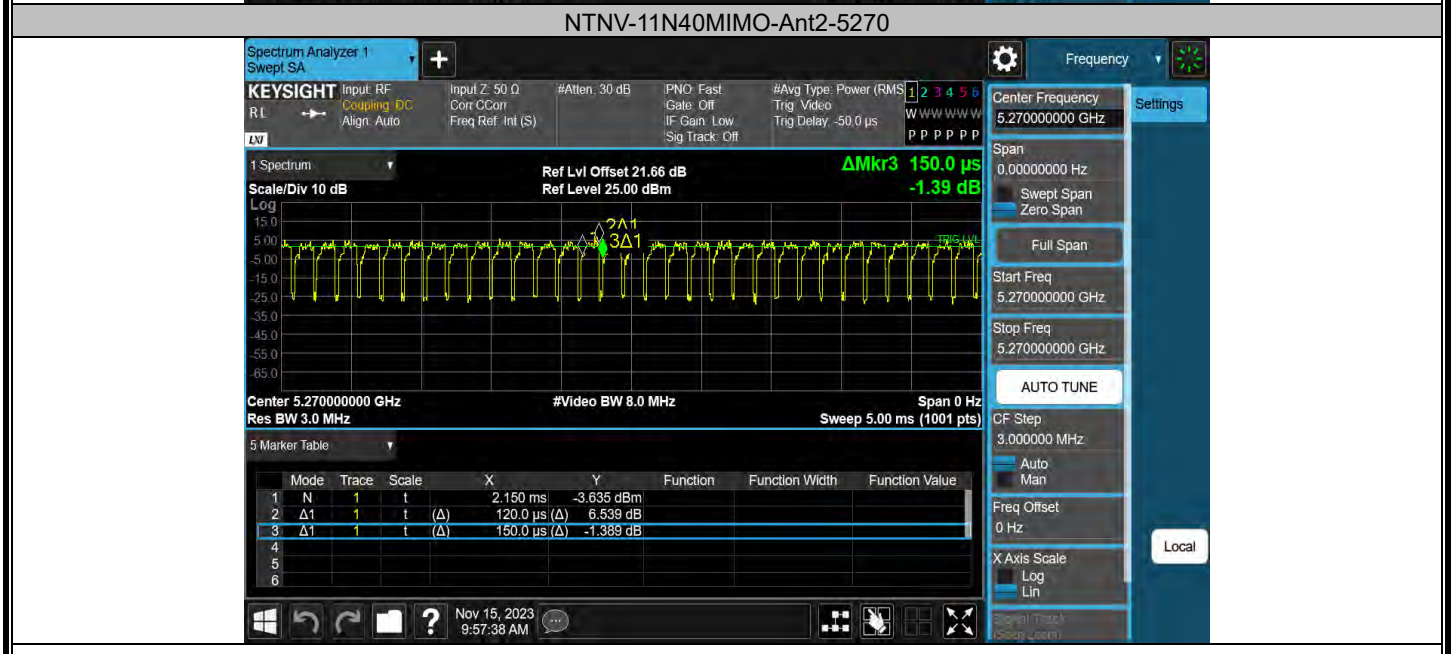 NTNV-11N40MIMO-Ant2-5270
Spectrum Analyzer 1
Swept SA
+
Frequency
KEYSIGHT
RL
LXI
Input: RF
Coupling: DC
Align: Auto
Input Z: 50 Ω
Corr CCorr
Freq Ref: Int (S)
#Atten: 30 dB
PNO: Fast
Gate: Off
IF Gain: Low
Sig Track: Off
#Avg Type: Power (RMS
Trig: Video
Trig Delay: -50.0 µs
1 2 3 4 5 6
W W W W W W
P P P P P P
Center Frequency
5.270000000 GHz
Settings
1 Spectrum
Scale/Div 10 dB
Ref Lvl Offset 21.66 dB
Ref Level 25.00 dBm
ΔMkr3 150.0 µs
-1.39 dB
Span
0.00000000 Hz
Swept Span
Zero Span
Full Span
Log
15.0
5.00
-5.00
-15.0
-25.0
-35.0
-45.0
-55.0
-65.0
2Δ1
3Δ1
TRIG LVL
Start Freq
5.270000000 GHz
Stop Freq
5.270000000 GHz
AUTO TUNE
Center 5.270000000 GHz
Res BW 3.0 MHz
#Video BW 8.0 MHz
Span 0 Hz
Sweep 5.00 ms (1001 pts)
CF Step
3.000000 MHz
Auto
Man
5 Marker Table
Mode Trace Scale X Y Function Function Width Function Value
1 N 1 t 2.150 ms -3.635 dBm
2 Δ1 1 t (Δ) 120.0 µs (Δ) 6.539 dB
3 Δ1 1 t (Δ) 150.0 µs (Δ) -1.389 dB
4
5
6
Freq Offset
0 Hz
X Axis Scale
Log
Lin
Local
?
Nov 15, 2023
9:57:38 AM